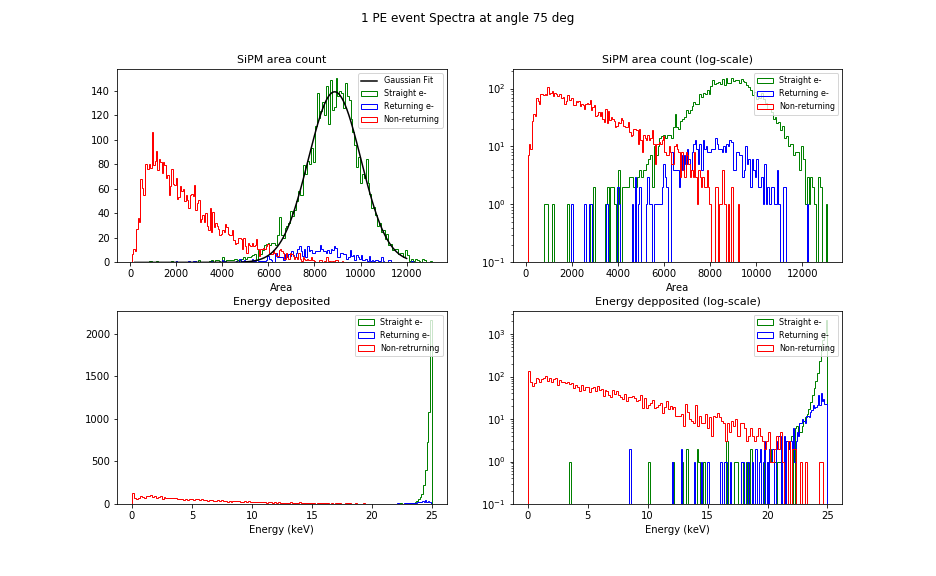 1 PE event Spectra at angle 75 deg
SiPM area count
Gaussian Fit
Straight e-
Returning e-
Non-returning
140
120
100
80
60
40
20
0
0 2000 4000 6000 8000 10000 12000
Area
SiPM area count (log-scale)
Straight e-
Returning e-
Non-returning
10²
10¹
10⁰
10⁻¹
0 2000 4000 6000 8000 10000 12000
Area
Energy deposited
Straight e-
Returning e-
Non-retrurning
2000
1500
1000
500
0
0 5 10 15 20 25
Energy (keV)
Energy depposited (log-scale)
Straight e-
Returning e-
Non-returning
10³
10²
10¹
10⁰
10⁻¹
0 5 10 15 20 25
Energy (keV)